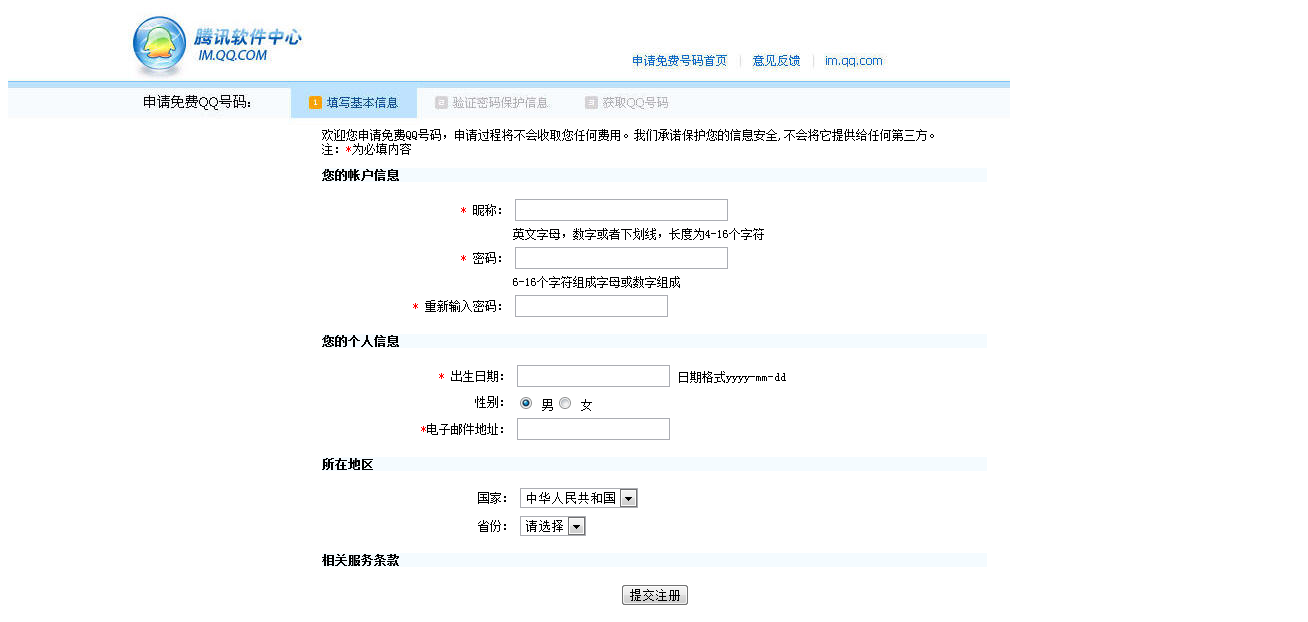 腾讯软件中心
IM.QQ.COM
申请免费号码首页 | 意见反馈 | im.qq.com
申请免费QQ号码： 1 填写基本信息 2 验证密码保护信息 3 获取QQ号码
欢迎您申请免费QQ号码，申请过程将不会收取您任何费用。我们承诺保护您的信息安全,不会将它提供给任何第三方。
注：*为必填内容
您的帐户信息
* 昵称：
英文字母，数字或者下划线，长度为4-16个字符
* 密码：
6-16个字符组成字母或数字组成
* 重新输入密码：
您的个人信息
* 出生日期： 日期格式yyyy-mm-dd
性别： 男 女
*电子邮件地址：
所在地区
国家： 中华人民共和国
省份： 请选择
相关服务条款
提交注册